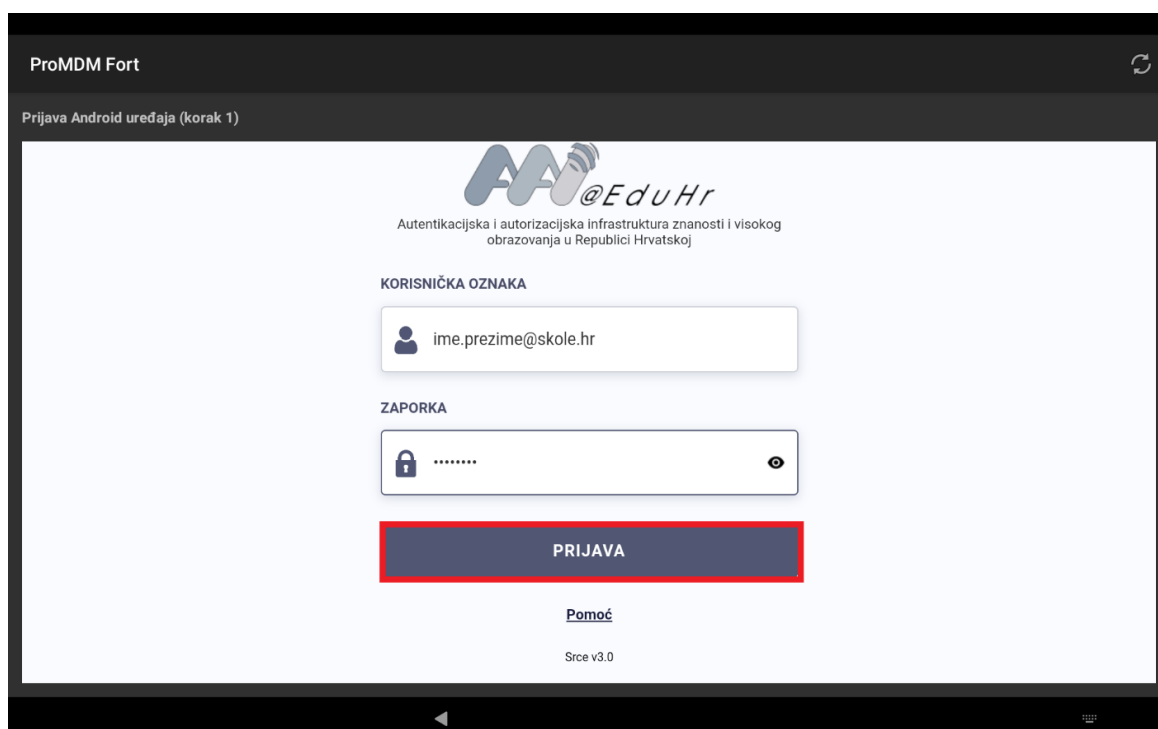 ProMDM Fort
Prijava Android uređaja (korak 1)
AAI@EduHr
Autentikacijska i autorizacijska infrastruktura znanosti i visokog
obrazovanja u Republici Hrvatskoj
KORISNIČKA OZNAKA
ime.prezime@skole.hr
ZAPORKA
••••••••
PRIJAVA
Pomoć
Srce v3.0